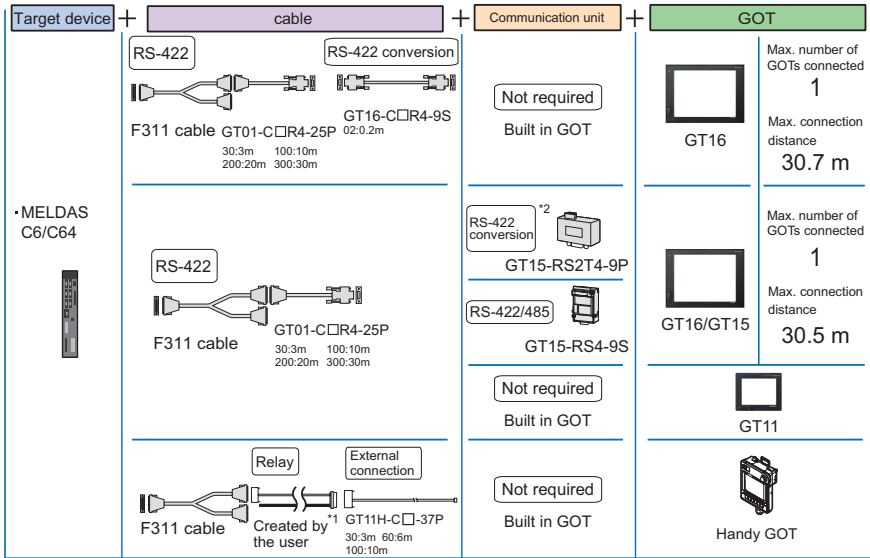 Target device + cable + Communication unit + GOT
・MELDAS
C6/C64
RS-422
RS-422 conversion
F311 cable
GT01-C□R4-25P
30:3m 100:10m
200:20m 300:30m
GT16-C□R4-9S
02:0.2m
Not required
Built in GOT
GT16
Max. number of
GOTs connected
1
Max. connection
distance
30.7 m
RS-422
F311 cable
GT01-C□R4-25P
30:3m 100:10m
200:20m 300:30m
RS-422
conversion
*2
GT15-RS2T4-9P
RS-422/485
GT15-RS4-9S
GT16/GT15
Max. number of
GOTs connected
1
Max. connection
distance
30.5 m
Not required
Built in GOT
GT11
Relay
External
connection
F311 cable
Created by *1
the user
GT11H-C□-37P
30:3m 60:6m
100:10m
Not required
Built in GOT
Handy GOT